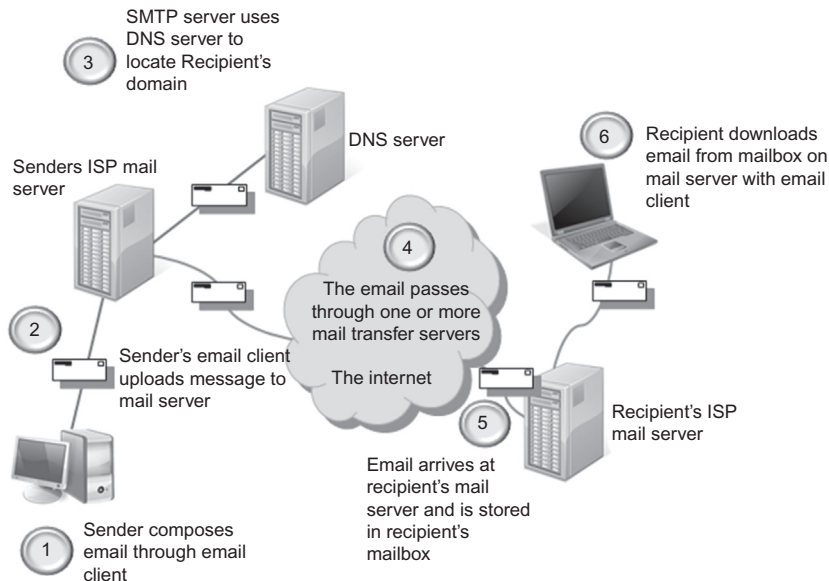 3
SMTP server uses
DNS server to
locate Recipient's
domain
DNS server
Senders ISP mail
server
6
Recipient downloads
email from mailbox on
mail server with email
client
4
The email passes
through one or more
mail transfer servers
The internet
2
Sender's email client
uploads message to
mail server
5
Recipient's ISP
mail server
Email arrives at
recipient's mail
server and is stored
in recipient's
mailbox
1
Sender composes
email through email
client